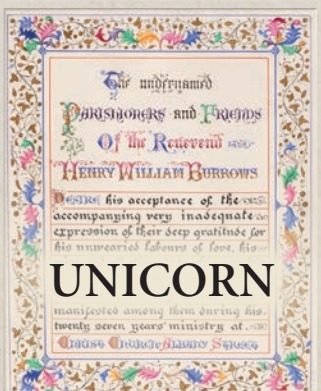 The undernamed
Parishioners and Friends
Of the Reverend
Henry William Burrows
Desire his acceptance of the
accompanying very inadequate
expression of their deep gratitude for
his unwearied labours of love, his
UNICORN
manifested among them during his
twenty seven years' ministry at
Christ Church Albany Street